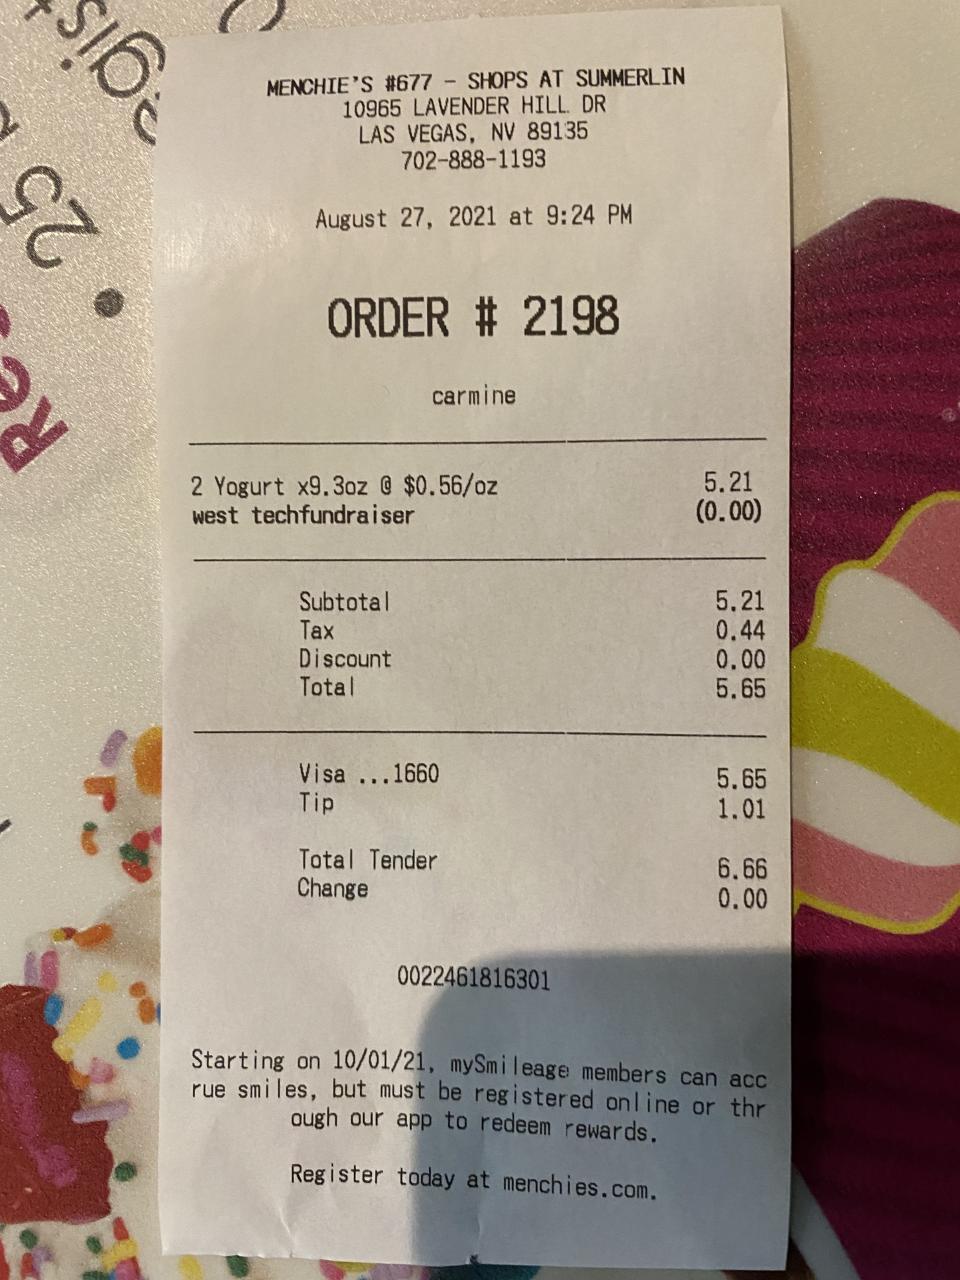 MENCHIE'S #677 - SHOPS AT SUMMERLIN
10965 LAVENDER HILL DR
LAS VEGAS, NV 89135
702-888-1193
August 27, 2021 at 9:24 PM
ORDER # 2198
carmine
2 Yogurt x9.3oz @ $0.56/oz 5.21
west techfundraiser (0.00)
Subtotal 5.21
Tax 0.44
Discount 0.00
Total 5.65
Visa ...1660 5.65
Tip 1.01
Total Tender 6.66
Change 0.00
0022461816301
Starting on 10/01/21, mySmileage members can acc
rue smiles, but must be registered online or thr
ough our app to redeem rewards.
Register today at menchies.com.
25